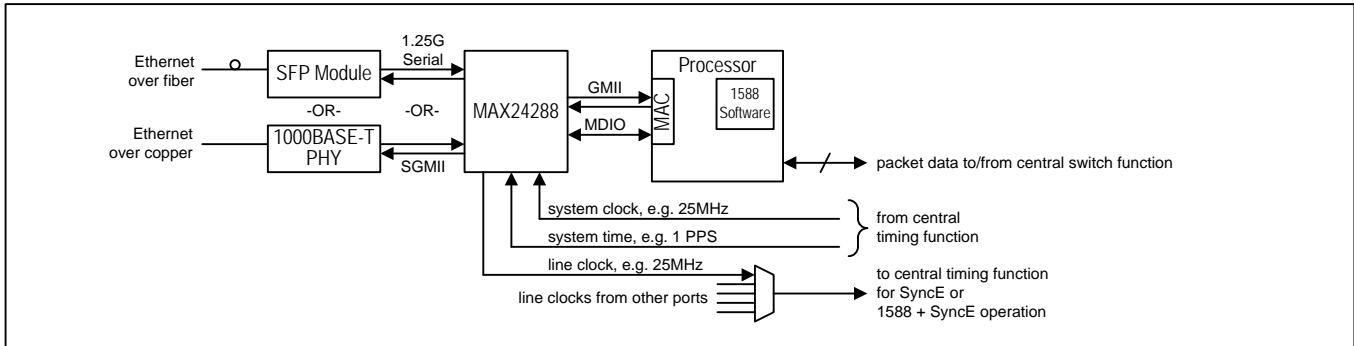 Ethernet
over fiber
SFP Module
1.25G
Serial
-OR-
-OR-
Ethernet
over copper
1000BASE-T
PHY
SGMII
MAX24288
GMII
MDIO
MAC
Processor
1588
Software
packet data to/from central switch function
system clock, e.g. 25MHz
system time, e.g. 1 PPS
from central
timing function
line clock, e.g. 25MHz
line clocks from other ports
to central timing function
for SyncE or
1588 + SyncE operation